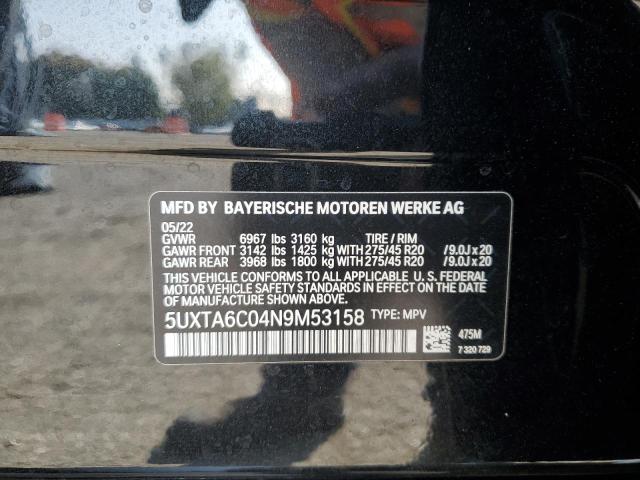 MFD BY BAYERISCHE MOTOREN WERKE AG
05/22
GVWR 6967 lbs 3160 kg TIRE / RIM
GAWR FRONT 3142 lbs 1425 kg WITH 275/45 R20 /9.0J x 20
GAWR REAR 3968 lbs 1800 kg WITH 275/45 R20 /9.0J x 20
THIS VEHICLE CONFORMS TO ALL APPLICABLE U. S. FEDERAL
MOTOR VEHICLE SAFETY STANDARDS IN EFFECT ON THE
DATE OF MANUFACTURE SHOWN ABOVE.
5UXTA6C04N9M53158 TYPE: MPV
475M
7 320 729